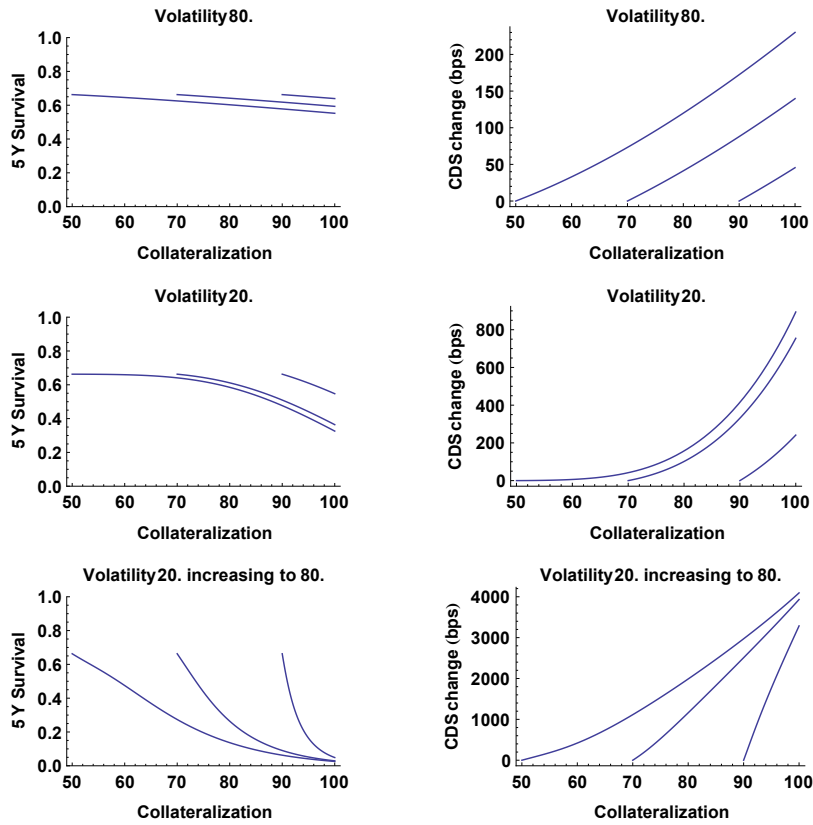 Volatility 80.
5 Y Survival
1.0
0.8
0.6
0.4
0.2
0.0
50 60 70 80 90 100
Collateralization
Volatility 80.
CDS change (bps)
200
150
100
50
0
50 60 70 80 90 100
Collateralization
Volatility 20.
5 Y Survival
1.0
0.8
0.6
0.4
0.2
0.0
50 60 70 80 90 100
Collateralization
Volatility 20.
CDS change (bps)
800
600
400
200
0
50 60 70 80 90 100
Collateralization
Volatility 20. increasing to 80.
5 Y Survival
1.0
0.8
0.6
0.4
0.2
0.0
50 60 70 80 90 100
Collateralization
Volatility 20. increasing to 80.
CDS change (bps)
4000
3000
2000
1000
0
50 60 70 80 90 100
Collateralization